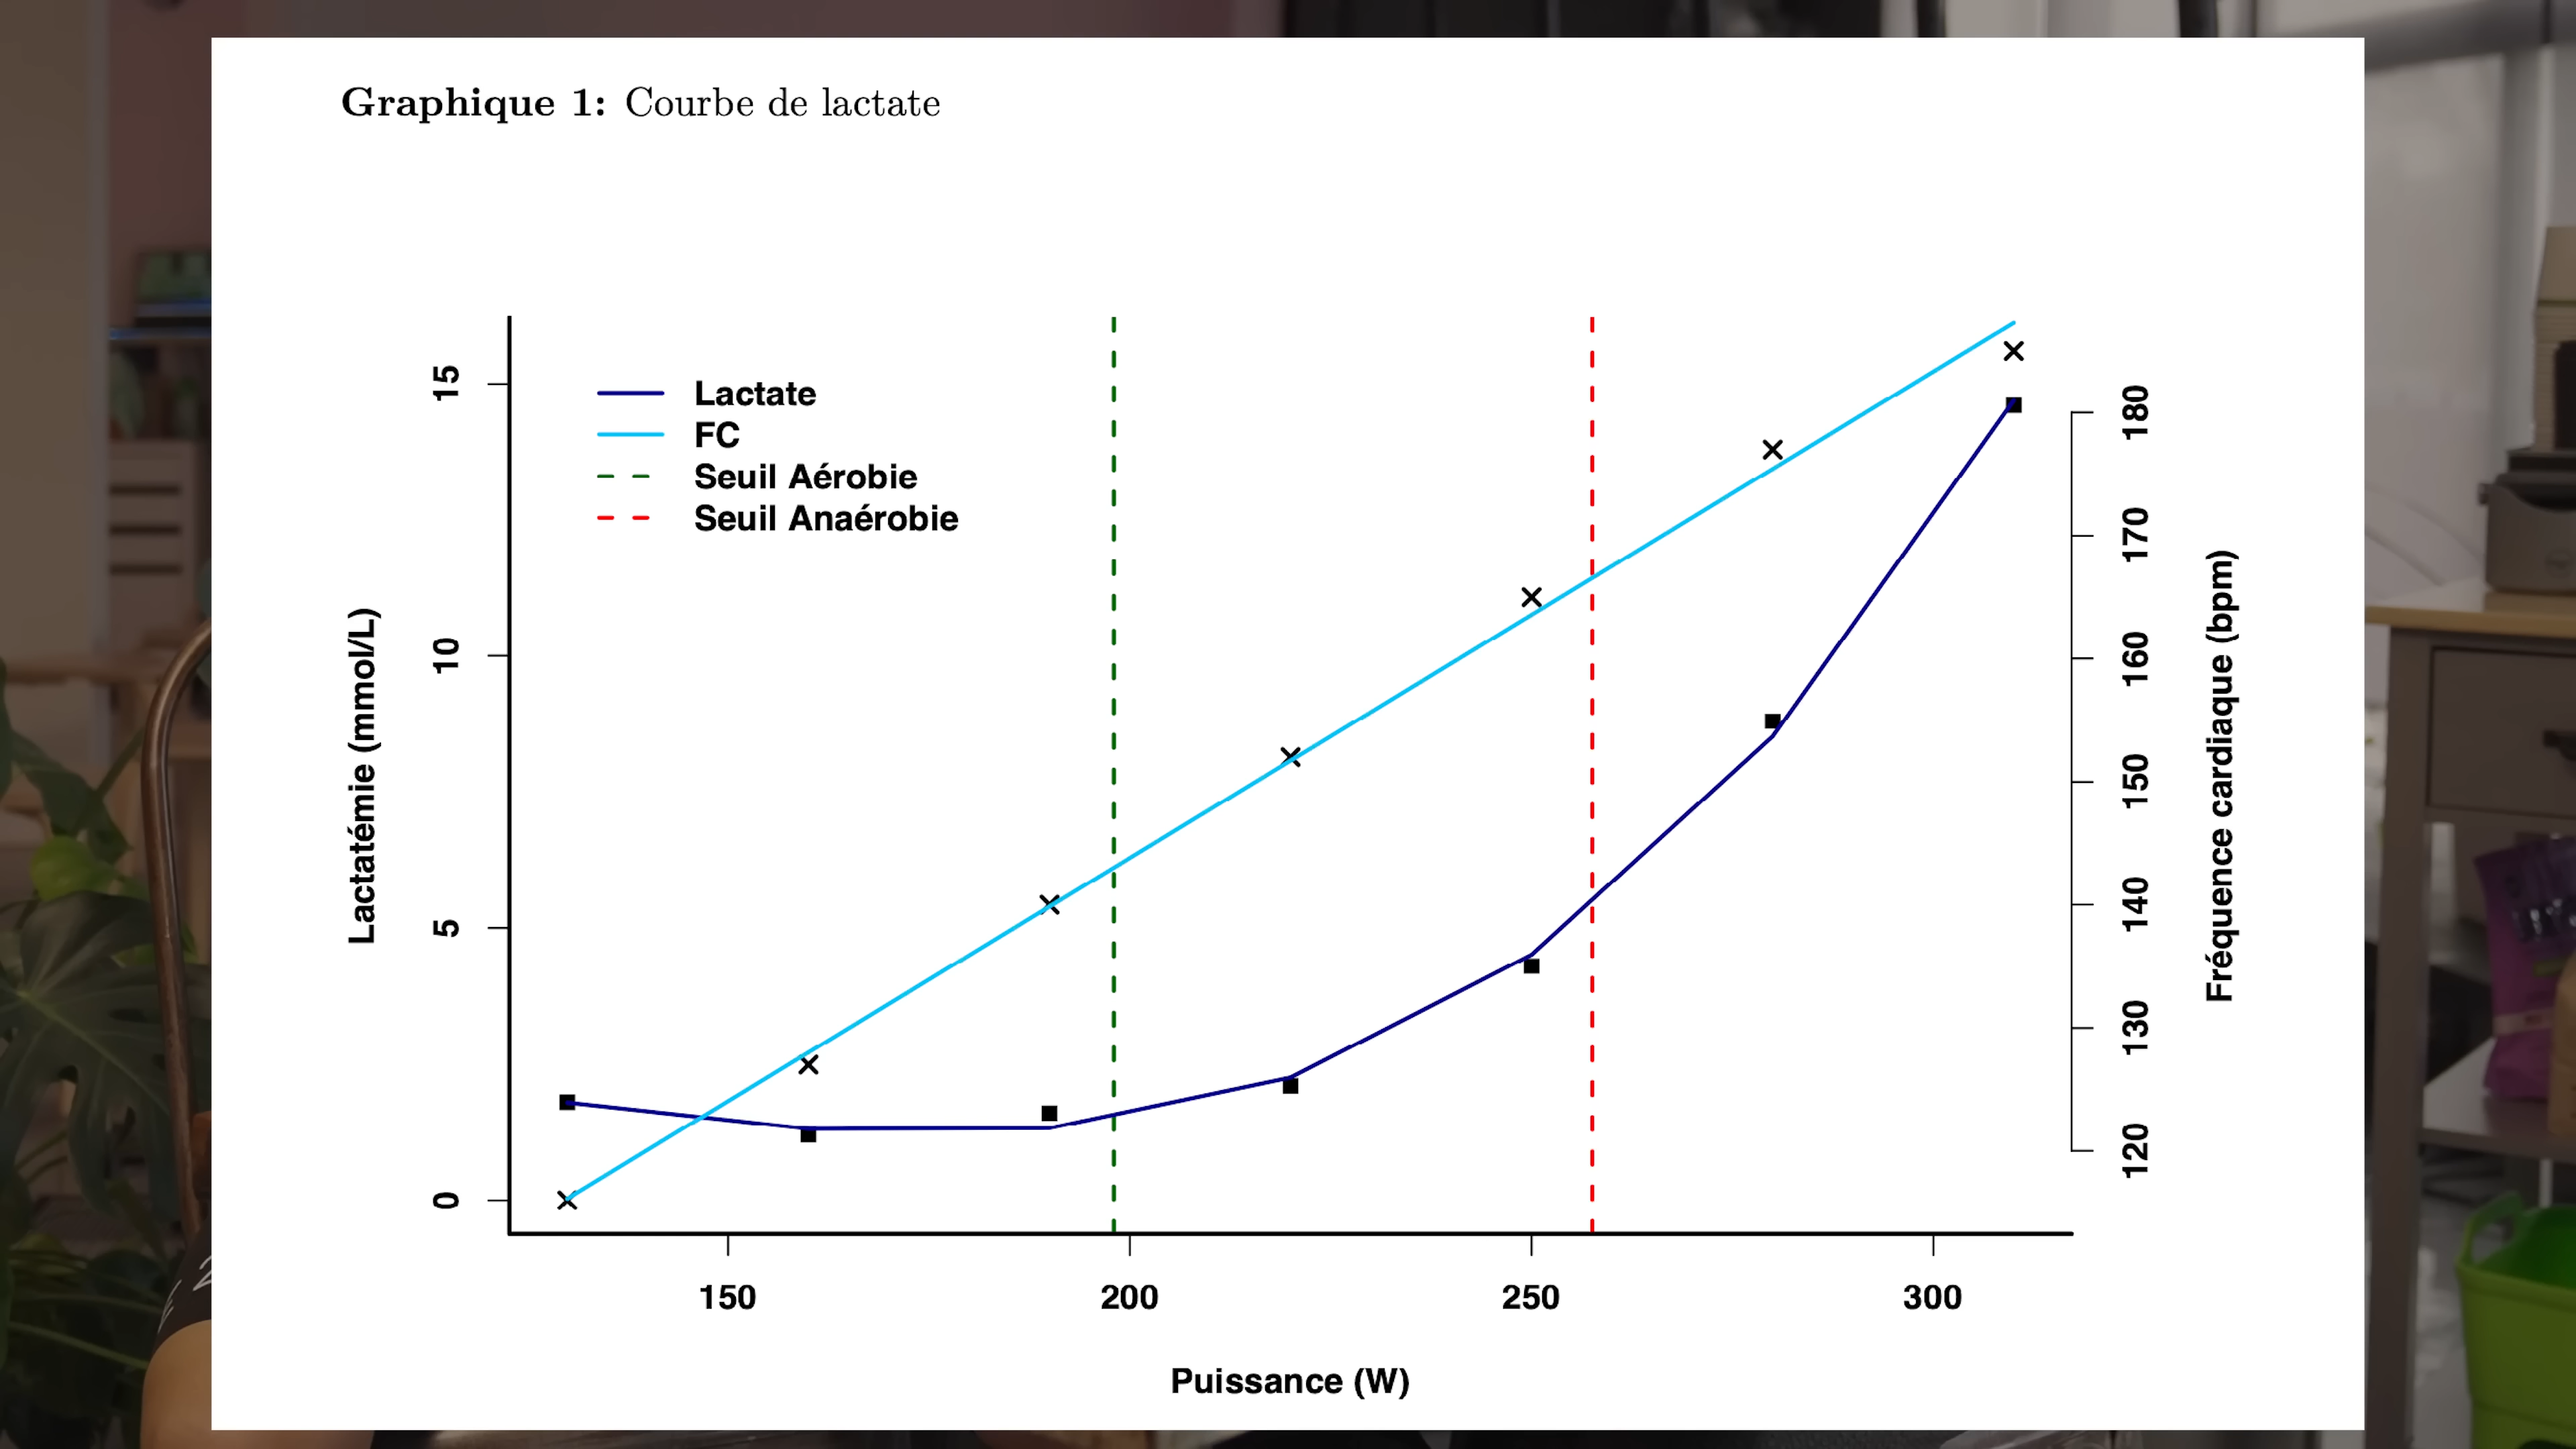 Graphique 1: Courbe de lactate
Lactate
FC
Seuil Aérobie
Seuil Anaérobie
Lactatémie (mmol/L)
15
10
5
0
180
170
160
150
140
130
120
Fréquence cardiaque (bpm)
150
200
250
300
Puissance (W)